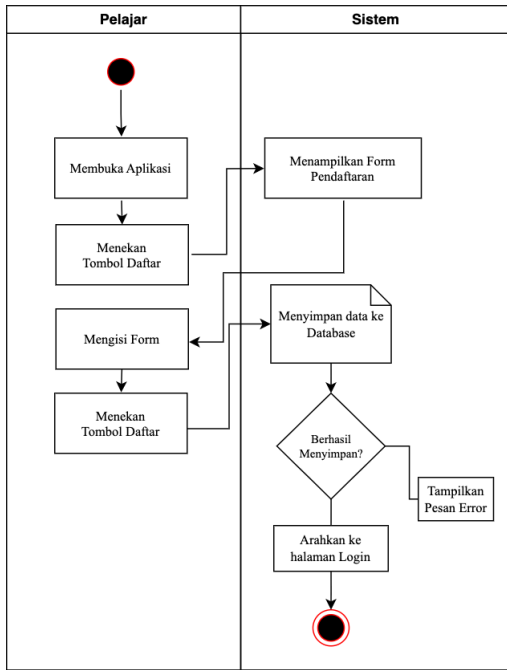 Pelajar
Sistem
Membuka Aplikasi
Menampilkan Form
Pendaftaran
Menekan
Tombol Daftar
Mengisi Form
Menyimpan data ke
Database
Menekan
Tombol Daftar
Berhasil
Menyimpan?
Tampilkan
Pesan Error
Arahkan ke
halaman Login